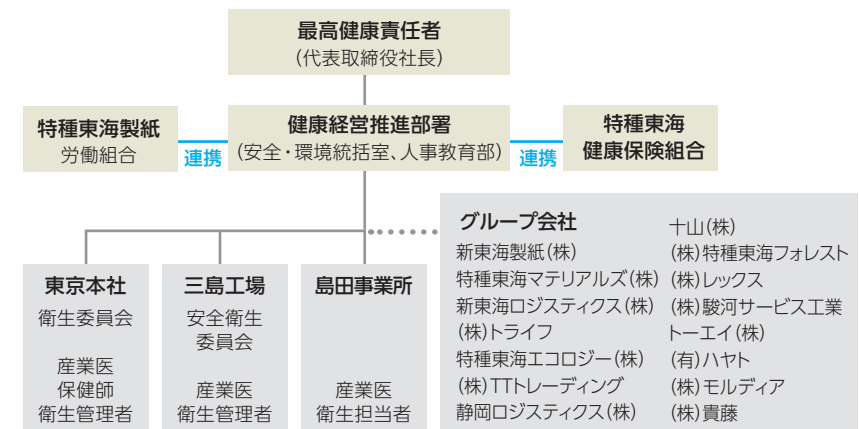 最高健康責任者
(代表取締役社長)
特種東海製紙
労働組合
連携
健康経営推進部署
(安全・環境統括室、人事教育部)
連携
特種東海
健康保険組合
東京本社
衛生委員会
産業医
保健師
衛生管理者
三島工場
安全衛生
委員会
産業医
衛生管理者
島田事業所
産業医
衛生担当者
グループ会社
新東海製紙(株)
特種東海マテリアルズ(株)
新東海ロジスティクス(株)
(株)トライフ
特種東海エコロジー(株)
(株)TTトレーディング
静岡ロジスティクス(株)
十山(株)
(株)特種東海フォレスト
(株)レックス
(株)駿河サービス工業
トーエイ(株)
(有)ハヤト
(株)モルディア
(株)貴藤